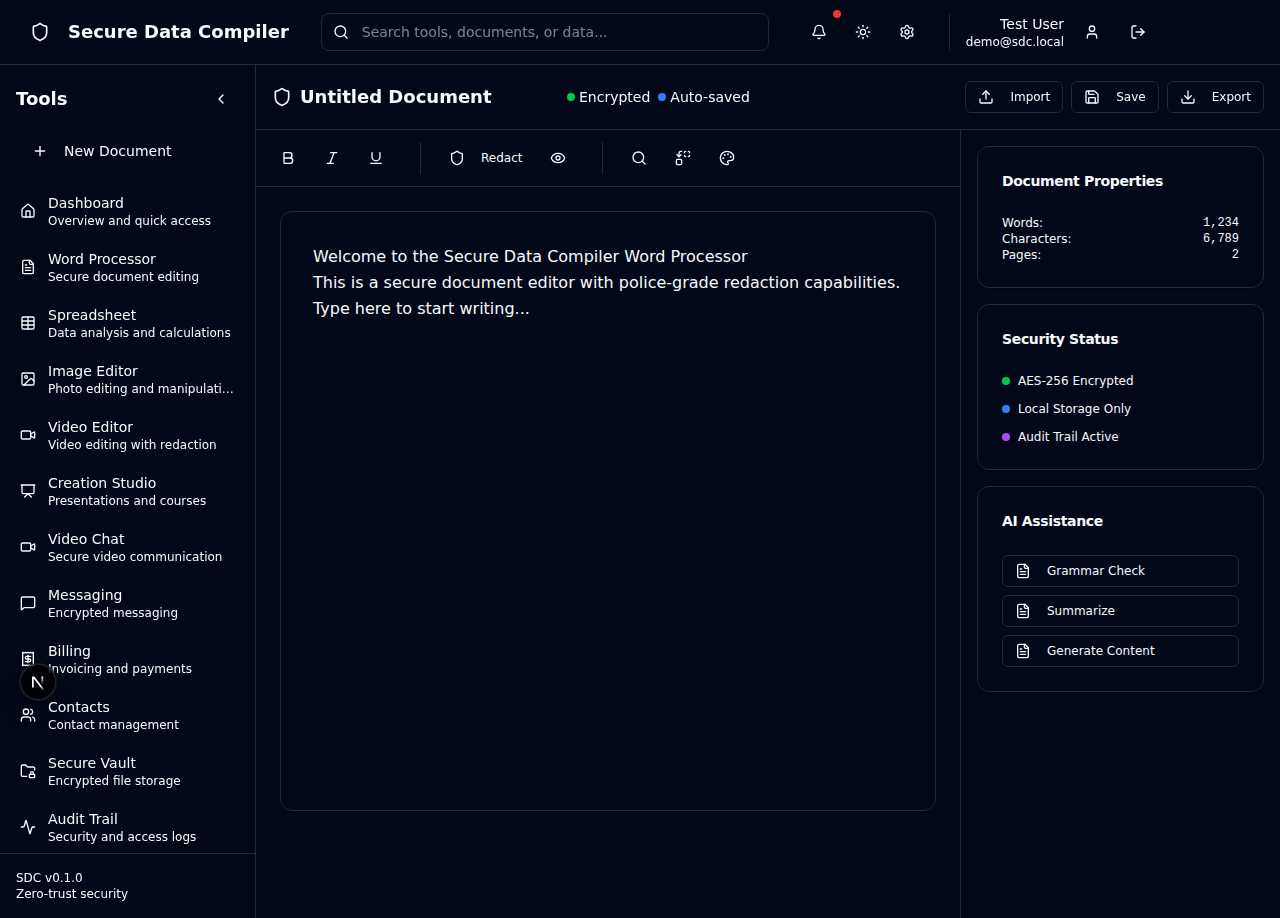 Secure Data Compiler
Search tools, documents, or data...
Test User
demo@sdc.local
Tools
New Document
Dashboard
Overview and quick access
Word Processor
Secure document editing
Spreadsheet
Data analysis and calculations
Image Editor
Photo editing and manipulati...
Video Editor
Video editing with redaction
Creation Studio
Presentations and courses
Video Chat
Secure video communication
Messaging
Encrypted messaging
Billing
Invoicing and payments
Contacts
Contact management
Secure Vault
Encrypted file storage
Audit Trail
Security and access logs
SDC v0.1.0
Zero-trust security
Untitled Document
Encrypted
Auto-saved
Import
Save
Export
Redact
Welcome to the Secure Data Compiler Word Processor
This is a secure document editor with police-grade redaction capabilities.
Type here to start writing...
Document Properties
Words: 1,234
Characters: 6,789
Pages: 2
Security Status
AES-256 Encrypted
Local Storage Only
Audit Trail Active
AI Assistance
Grammar Check
Summarize
Generate Content